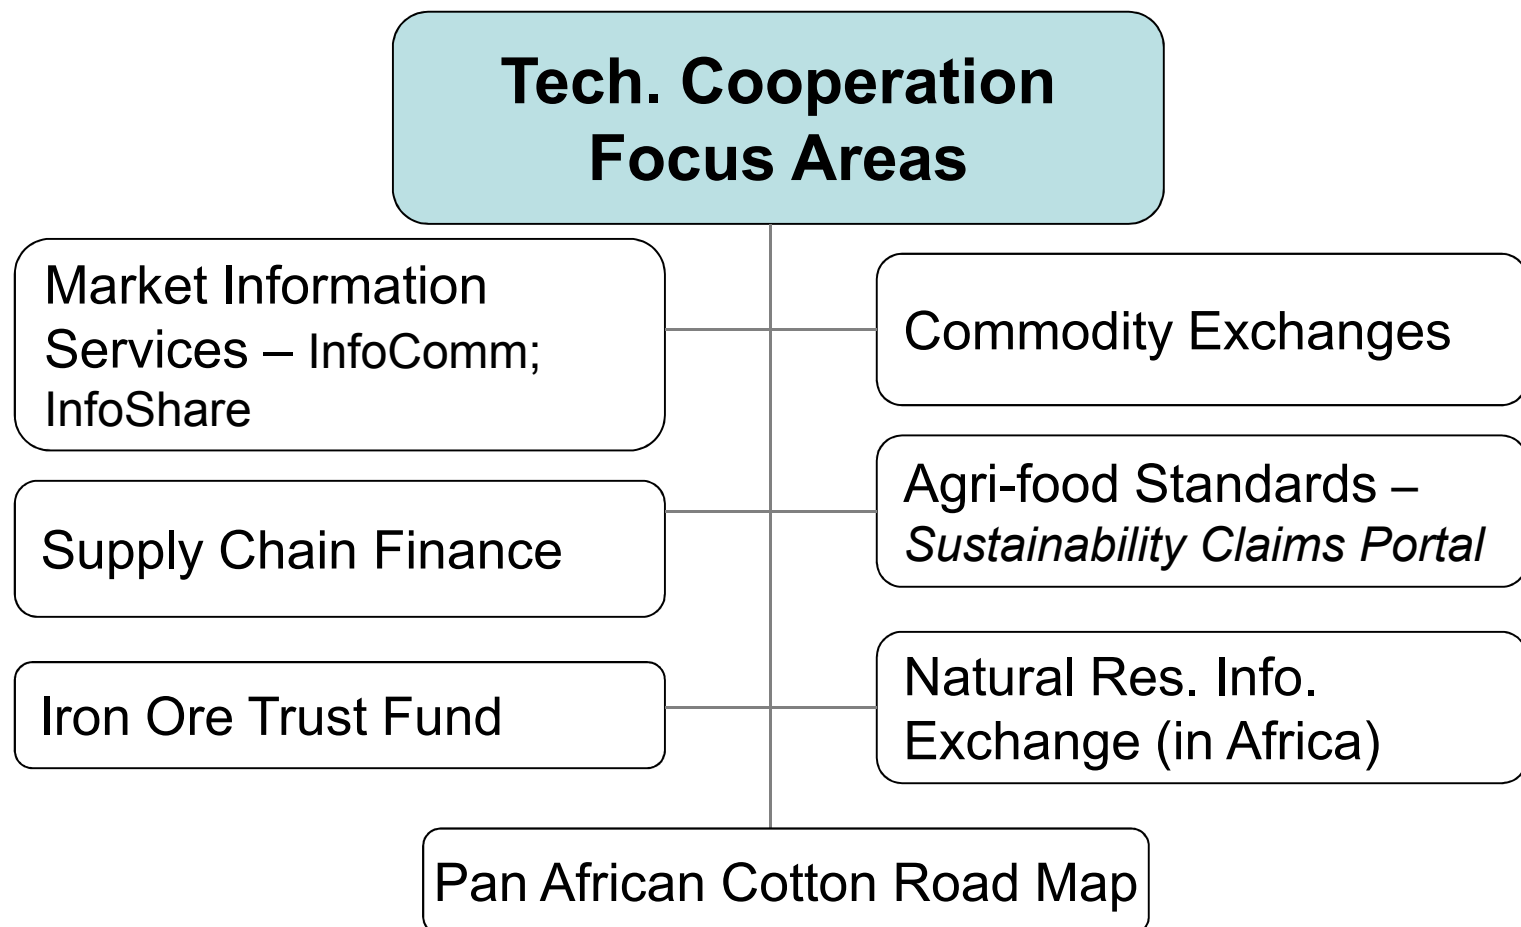 Tech. Cooperation
Focus Areas
Market Information
Services – InfoComm;
InfoShare
Commodity Exchanges
Supply Chain Finance
Agri-food Standards –
Sustainability Claims Portal
Iron Ore Trust Fund
Natural Res. Info.
Exchange (in Africa)
Pan African Cotton Road Map